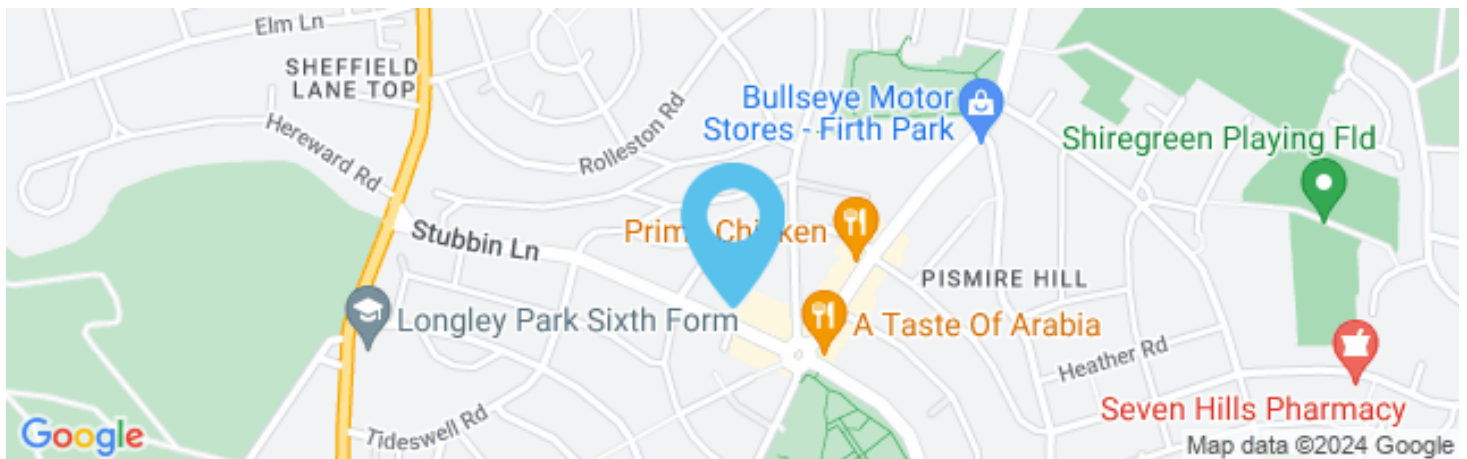 Elm Ln
SHEFFIELD
LANE TOP
Hereward Rd
Rolleston Rd
Bullseye Motor
Stores - Firth Park
Shiregreen Playing Fld
Stubbin Ln
PISMIRE HILL
Longley Park Sixth Form
A Taste Of Arabia
Heather Rd
Seven Hills Pharmacy
Tideswell Rd
Google
Map data ©2024 Google